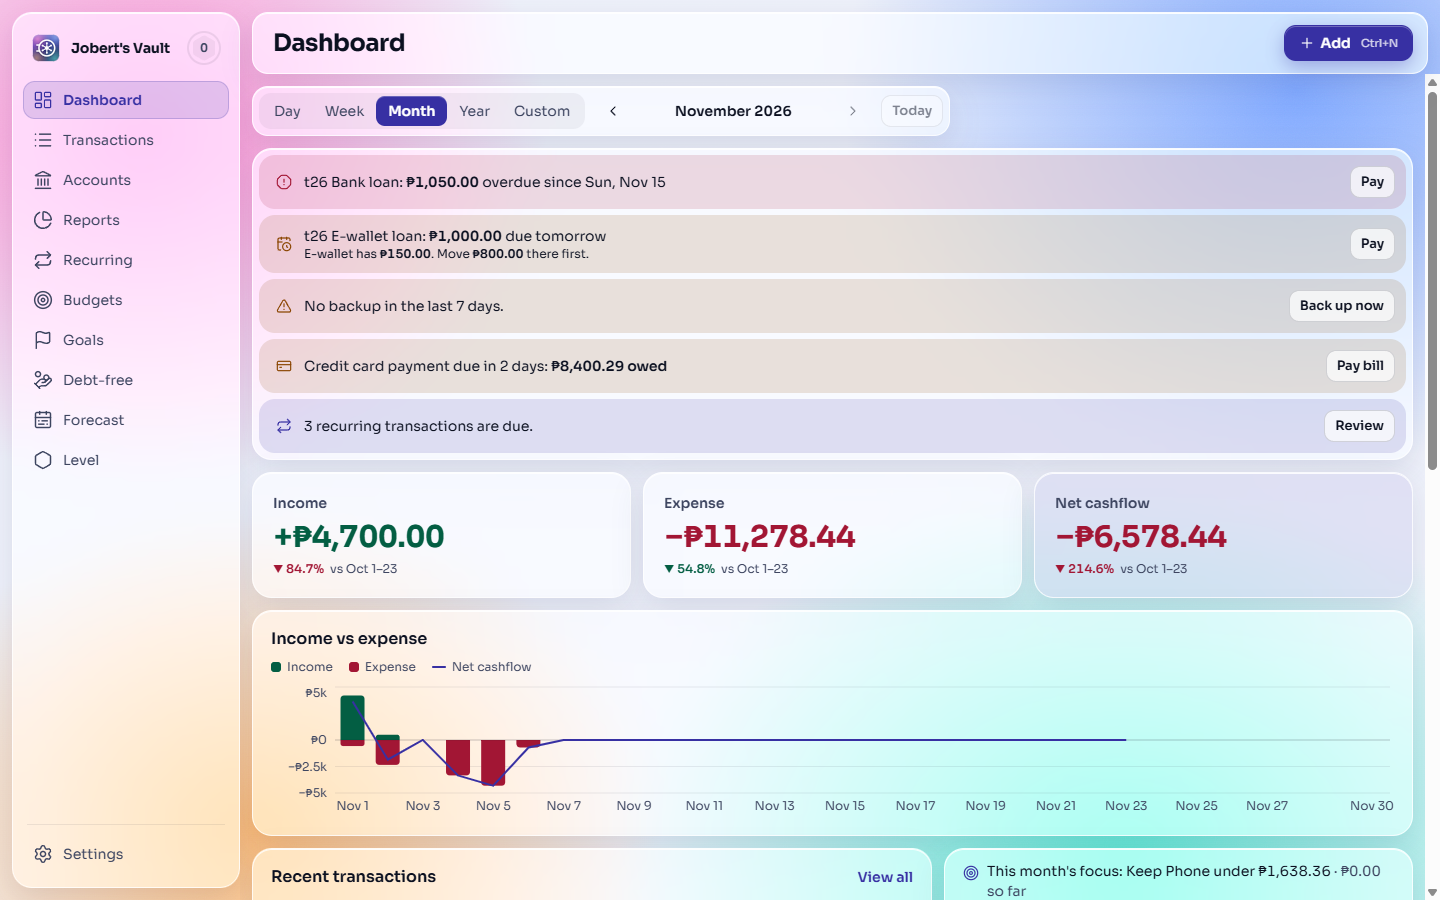 Jobert's Vault
0
Dashboard
Transactions
Accounts
Reports
Recurring
Budgets
Goals
Debt-free
Forecast
Level
Settings
Dashboard
+ Add Ctrl+N
Day Week Month Year Custom
November 2026
Today
t26 Bank loan: ₱1,050.00 overdue since Sun, Nov 15
Pay
t26 E-wallet loan: ₱1,000.00 due tomorrow
E-wallet has ₱150.00. Move ₱800.00 there first.
Pay
No backup in the last 7 days.
Back up now
Credit card payment due in 2 days: ₱8,400.29 owed
Pay bill
3 recurring transactions are due.
Review
Income
+₱4,700.00
▼ 84.7% vs Oct 1–23
Expense
−₱11,278.44
▼ 54.8% vs Oct 1–23
Net cashflow
−₱6,578.44
▼ 214.6% vs Oct 1–23
Income vs expense
Income Expense Net cashflow
₱5k
₱0
−₱2.5k
−₱5k
Nov 1 Nov 3 Nov 5 Nov 7 Nov 9 Nov 11 Nov 13 Nov 15 Nov 17 Nov 19 Nov 21 Nov 23 Nov 25 Nov 27 Nov 30
Recent transactions
View all
This month's focus: Keep Phone under ₱1,638.36 · ₱0.00
so far